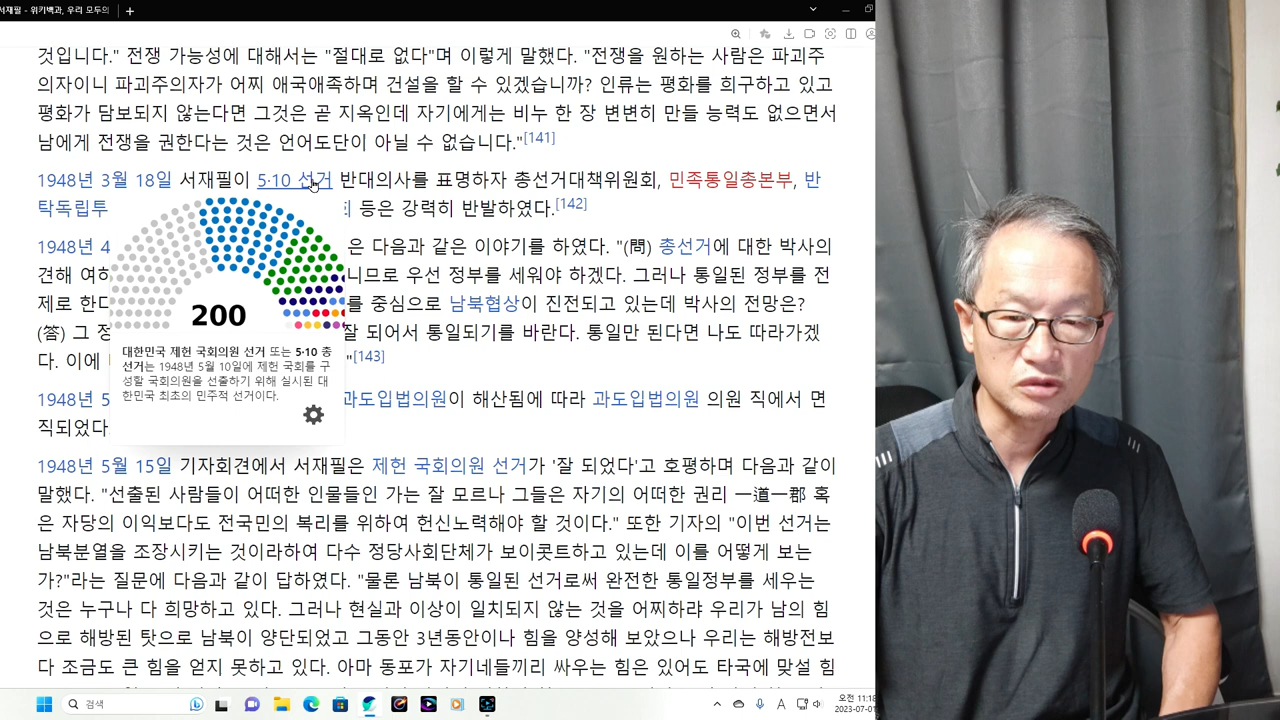 서재필 - 위키백과, 우리 모두의
것입니다." 전쟁 가능성에 대해서는 "절대로 없다"며 이렇게 말했다. "전쟁을 원하는 사람은 파괴주
의자이니 파괴주의자가 어찌 애국애족하며 건설을 할 수 있겠습니까? 인류는 평화를 희구하고 있고
평화가 담보되지 않는다면 그것은 곧 지옥인데 자기에게는 비누 한 장 변변히 만들 능력도 없으면서
남에게 전쟁을 권한다는 것은 언어도단이 아닐 수 없습니다."[141]
1948년 3월 18일 서재필이 5·10 선거 반대의사를 표명하자 총선거대책위원회, 민족통일총본부, 반
탁독립투 등은 강력히 반발하였다.[142]
1948년 4 은 다음과 같은 이야기를 하였다. "(問) 총선거에 대한 박사의
견해 여하 니므로 우선 정부를 세워야 하겠다. 그러나 통일된 정부를 전
제로 한다 를 중심으로 남북협상이 진전되고 있는데 박사의 전망은?
(答) 그 정 잘 되어서 통일되기를 바란다. 통일만 된다면 나도 따라가겠
다. 이에 "[143]
1948년 5 과도입법의원이 해산됨에 따라 과도입법의원 의원 직에서 면
직되었다.
200
대한민국 제헌 국회의원 선거 또는 5·10 총
선거는 1948년 5월 10일에 제헌 국회를 구
성할 국회의원을 선출하기 위해 실시된 대
한민국 최초의 민주적 선거이다.
1948년 5월 15일 기자회견에서 서재필은 제헌 국회의원 선거가 '잘 되었다'고 호평하며 다음과 같이
말했다. "선출된 사람들이 어떠한 인물들인 가는 잘 모르나 그들은 자기의 어떠한 권리 一道一郡 혹
은 자당의 이익보다도 전국민의 복리를 위하여 헌신노력해야 할 것이다." 또한 기자의 "이번 선거는
남북분열을 조장시키는 것이라하여 다수 정당사회단체가 보이콧트하고 있는데 이를 어떻게 보는
가?"라는 질문에 다음과 같이 답하였다. "물론 남북이 통일된 선거로써 완전한 통일정부를 세우는
것은 누구나 다 희망하고 있다. 그러나 현실과 이상이 일치되지 않는 것을 어찌하랴 우리가 남의 힘
으로 해방된 탓으로 남북이 양단되었고 그동안 3년동안이나 힘을 양성해 보았으나 우리는 해방전보
다 조금도 큰 힘을 얻지 못하고 있다. 아마 동포가 자기네들끼리 싸우는 힘은 있어도 타국에 맞설 힘
검색
A
오전 11:18
2023-07-01